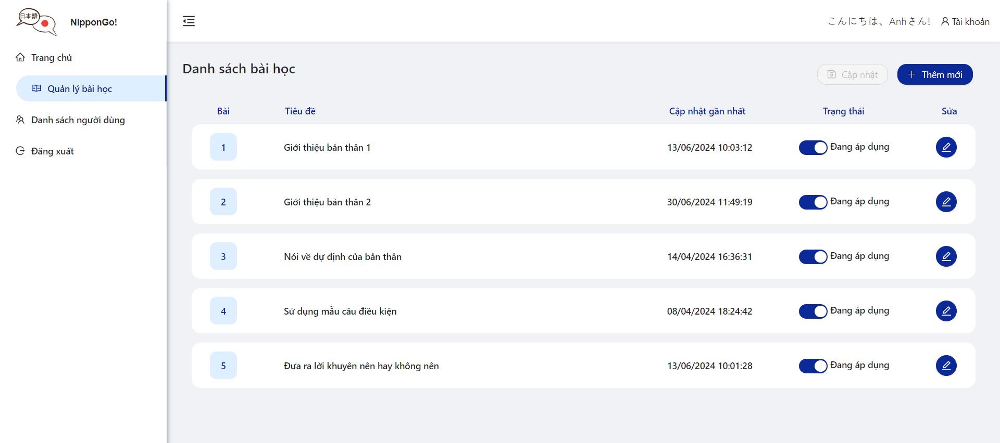 日本語
NipponGo!
こんにちは、Anhさん!
Tài khoản
Trang chủ
Quản lý bài học
Danh sách người dùng
Đăng xuất
Danh sách bài học
Cập nhật
Thêm mới
Bài Tiêu đề Cập nhật gần nhất Trạng thái Sửa
1 Giới thiệu bản thân 1 13/06/2024 10:03:12 Đang áp dụng
2 Giới thiệu bản thân 2 30/06/2024 11:49:19 Đang áp dụng
3 Nói về dự định của bản thân 14/04/2024 16:36:31 Đang áp dụng
4 Sử dụng mẫu câu điều kiện 08/04/2024 18:24:42 Đang áp dụng
5 Đưa ra lời khuyên nên hay không nên 13/06/2024 10:01:28 Đang áp dụng